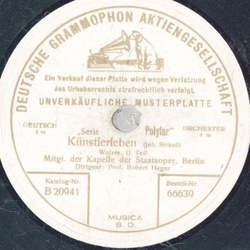 DEUTSCHE GRAMMOPHON AKTIENGESELLSCHAFT
Ein Verkauf dieser Platte wird wegen Verletzung
des Urheberrechts strafrechtlich verfolgt.
UNVERKÄUFLICHE MUSTERPLATTE
DEUTSCH „Serie Polyfar" ORCHESTER
Künstlerleben (Joh. Strauß)
Walzer, II. Teil
Mitgl. der Kapelle der Staatsoper, Berlin
Dirigent: Prof. Robert Heger
Katalog-Nr. Bestell-Nr.
B 20941 66639
MUSICA
B. D.